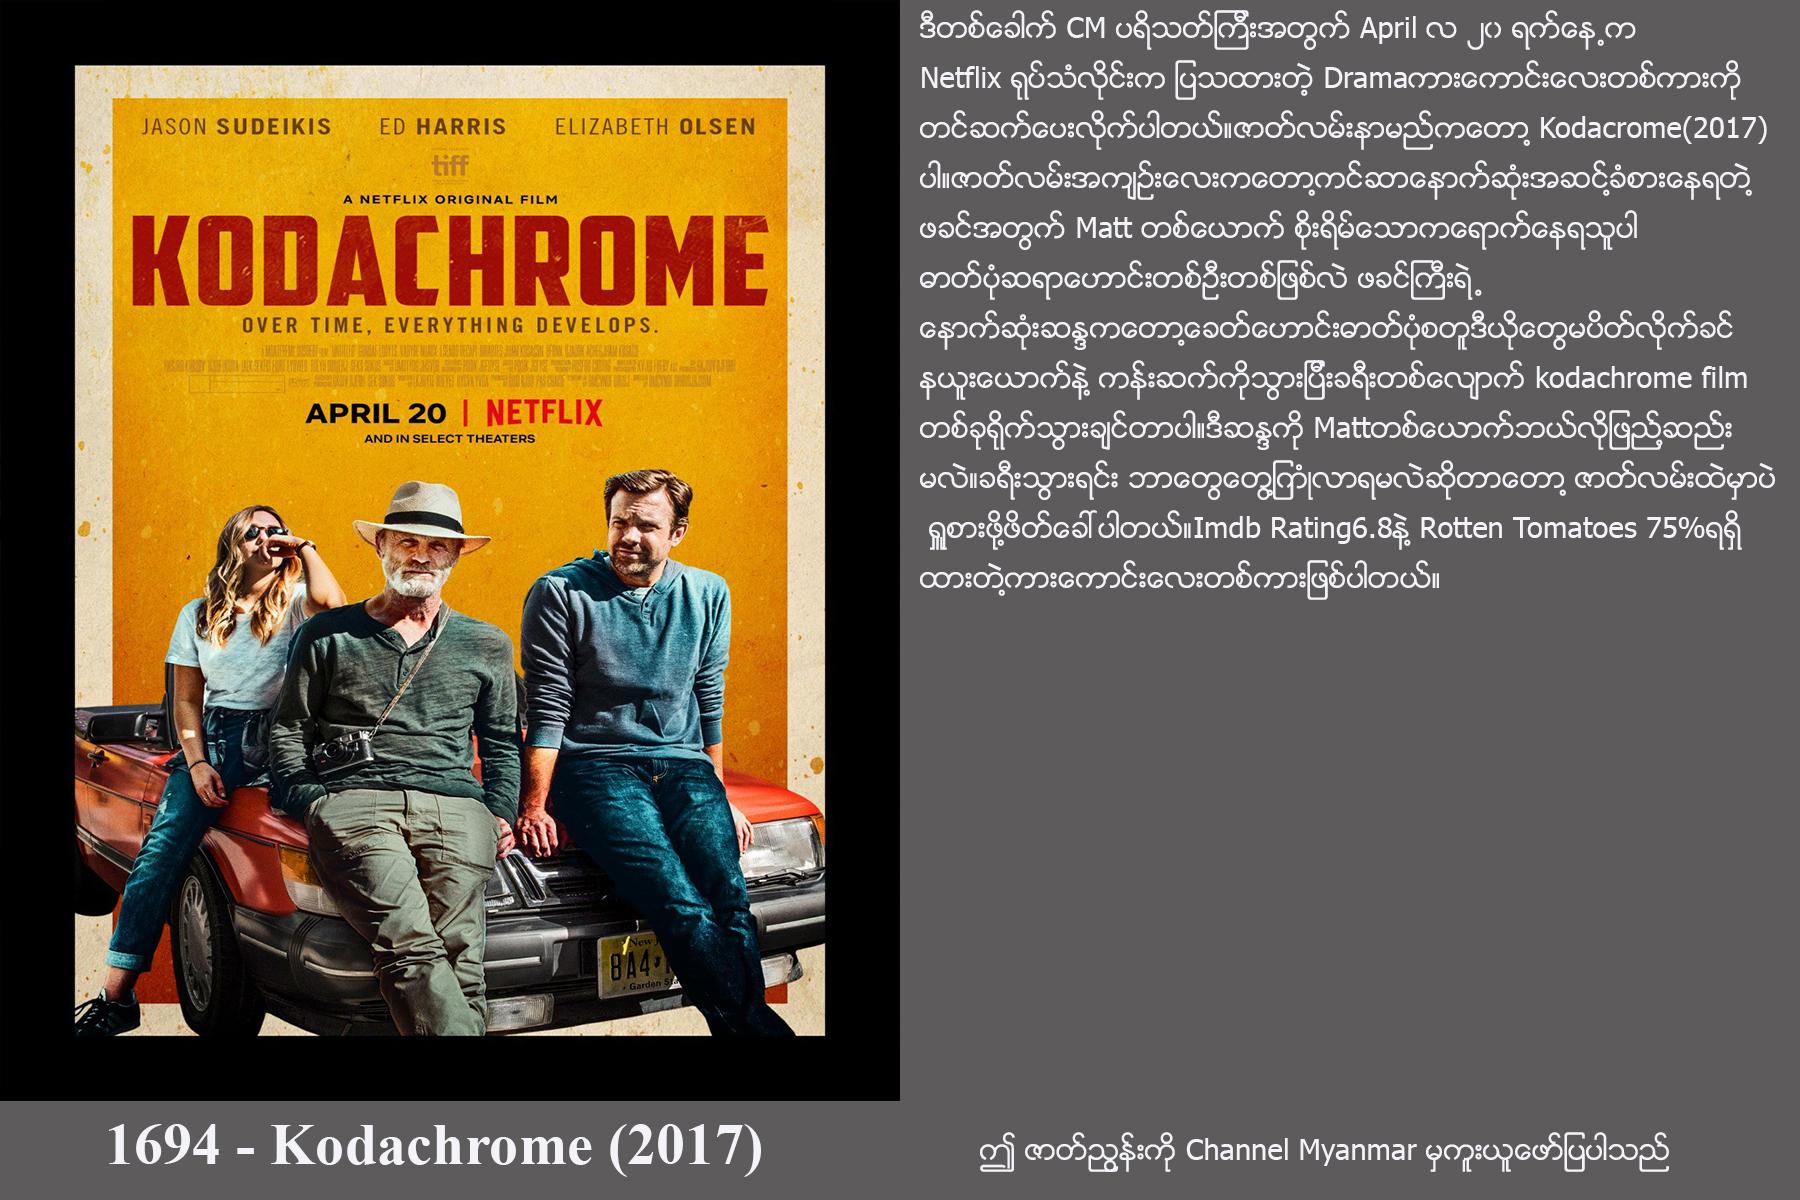 JASON SUDEIKIS ED HARRIS ELIZABETH OLSEN
tiff
A NETFLIX ORIGINAL FILM
KODACHROME
OVER TIME, EVERYTHING DEVELOPS.
APRIL 20 | NETFLIX
AND IN SELECT THEATERS
8A4
Garden
1694 - Kodachrome (2017)
ဒီတစ်ခေါက် CM ပရိသတ်ကြီးအတွက် April လ ၂၀ ရက်နေ့က
Netflix ရုပ်သံလိုင်းက ပြသထားတဲ့ Dramaကားကောင်းလေးတစ်ကားကို
တင်ဆက်ပေးလိုက်ပါတယ်။ဇာတ်လမ်းနာမည်ကတော့ Kodacrome(2017)
ပါ။ဇာတ်လမ်းအကျဉ်းလေးကတော့ကင်ဆာနောက်ဆုံးအဆင့်ခံစားနေရတဲ့
ဖခင်အတွက် Matt တစ်ယောက် စိုးရိမ်သောကရောက်နေရသူပါ
ဓာတ်ပုံဆရာဟောင်းတစ်ဦးတစ်ဖြစ်လဲ ဖခင်ကြီးရဲ့
နောက်ဆုံးဆန္ဒကတော့ခေတ်ဟောင်းဓာတ်ပုံစတူဒီယိုတွေမပိတ်လိုက်ခင်
နယူးယောက်နဲ့ ကန်းဆက်ကိုသွားပြီးခရီးတစ်လျောက် kodachrome film
တစ်ခုရိုက်သွားချင်တာပါ။ဒီဆန္ဒကို Mattတစ်ယောက်ဘယ်လိုဖြည့်ဆည်း
မလဲ။ခရီးသွားရင်း ဘာတွေတွေ့ကြုံလာရမလဲဆိုတာတော့ ဇာတ်လမ်းထဲမှာပဲ
ရှူစားဖို့ဖိတ်ခေါ်ပါတယ်။Imdb Rating6.8နဲ့ Rotten Tomatoes 75%ရရှိ
ထားတဲ့ကားကောင်းလေးတစ်ကားဖြစ်ပါတယ်။
ဤ ဇာတ်ညွှန်းကို Channel Myanmar မှကူးယူဖော်ပြပါသည်